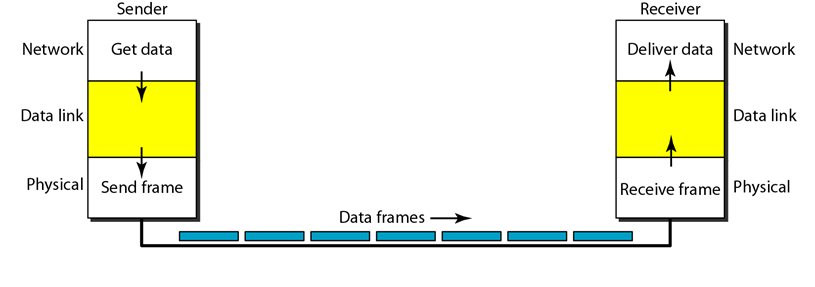 Sender
Receiver
Network
Get data
Deliver data
Network
Data link
Data link
Physical
Send frame
Receive frame
Physical
Data frames